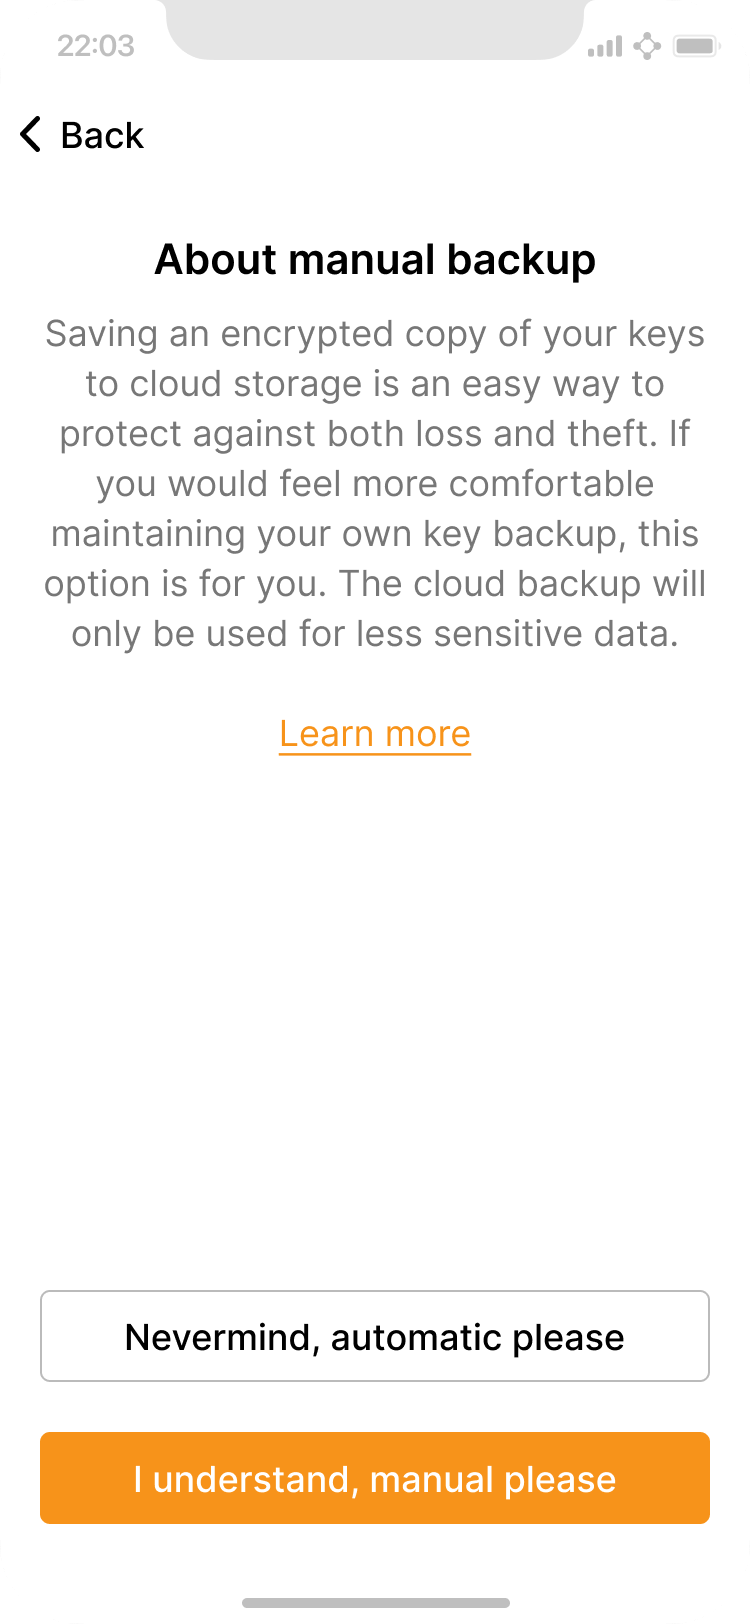 22:03
Back
About manual backup
Saving an encrypted copy of your keys
to cloud storage is an easy way to
protect against both loss and theft. If
you would feel more comfortable
maintaining your own key backup, this
option is for you. The cloud backup will
only be used for less sensitive data.
Learn more
Nevermind, automatic please
I understand, manual please